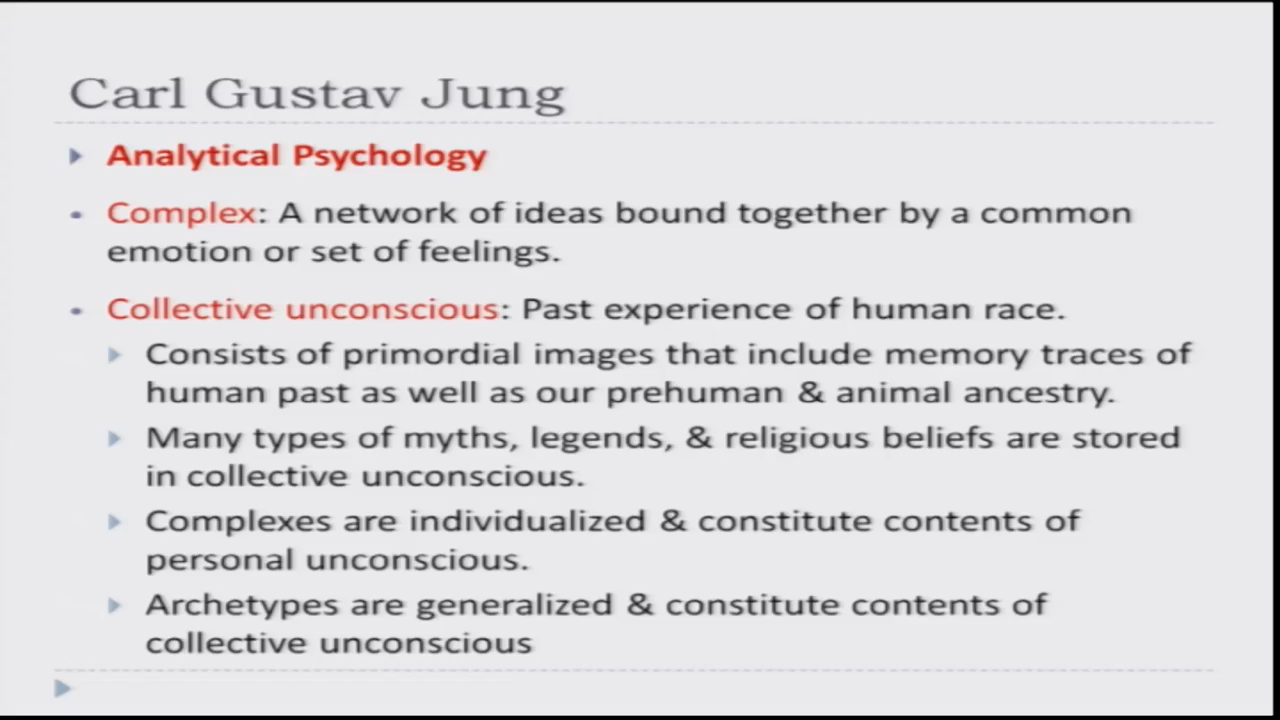 Carl Gustav Jung
Analytical Psychology
Complex: A network of ideas bound together by a common
emotion or set of feelings.
Collective unconscious: Past experience of human race.
Consists of primordial images that include memory traces of
human past as well as our prehuman & animal ancestry.
Many types of myths, legends, & religious beliefs are stored
in collective unconscious.
Complexes are individualized & constitute contents of
personal unconscious.
Archetypes are generalized & constitute contents of
collective unconscious